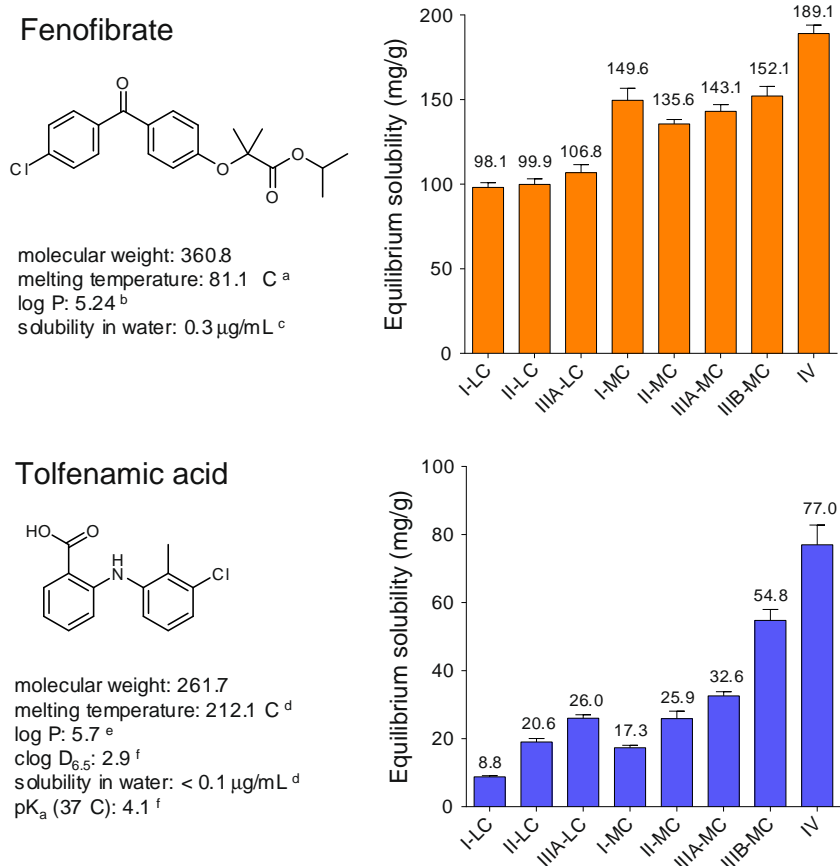 Fenofibrate
O
Cl
O
O
O
molecular weight: 360.8
melting temperature: 81.1 C a
log P: 5.24 b
solubility in water: 0.3 µg/mL c
Equilibrium solubility (mg/g)
200
150
100
50
0
98.1
99.9
106.8
149.6
135.6
143.1
152.1
189.1
I-LC
II-LC
IIIA-LC
I-MC
II-MC
IIIA-MC
IIIB-MC
IV
Tolfenamic acid
HO
O
H
N
Cl
molecular weight: 261.7
melting temperature: 212.1 C d
log P: 5.7 e
clog D6.5: 2.9 f
solubility in water: < 0.1 µg/mL d
pKa (37 C): 4.1 f
Equilibrium solubility (mg/g)
100
80
60
40
20
0
8.8
20.6
26.0
17.3
25.9
32.6
54.8
77.0
I-LC
II-LC
IIIA-LC
I-MC
II-MC
IIIA-MC
IIIB-MC
IV